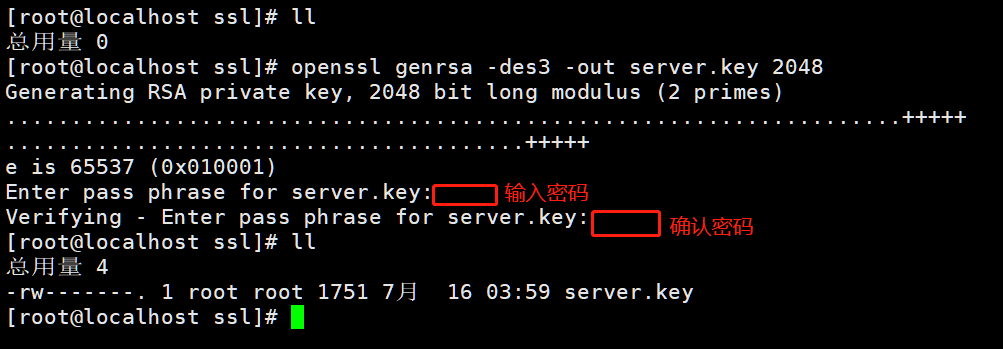 [root@localhost ssl]# ll
总用量 0
[root@localhost ssl]# openssl genrsa -des3 -out server.key 2048
Generating RSA private key, 2048 bit long modulus (2 primes)
.....................................................................+++++
........................................+++++
e is 65537 (0x010001)
Enter pass phrase for server.key: 输入密码
Verifying - Enter pass phrase for server.key: 确认密码
[root@localhost ssl]# ll
总用量 4
-rw-------. 1 root root 1751 7月  16 03:59 server.key
[root@localhost ssl]#